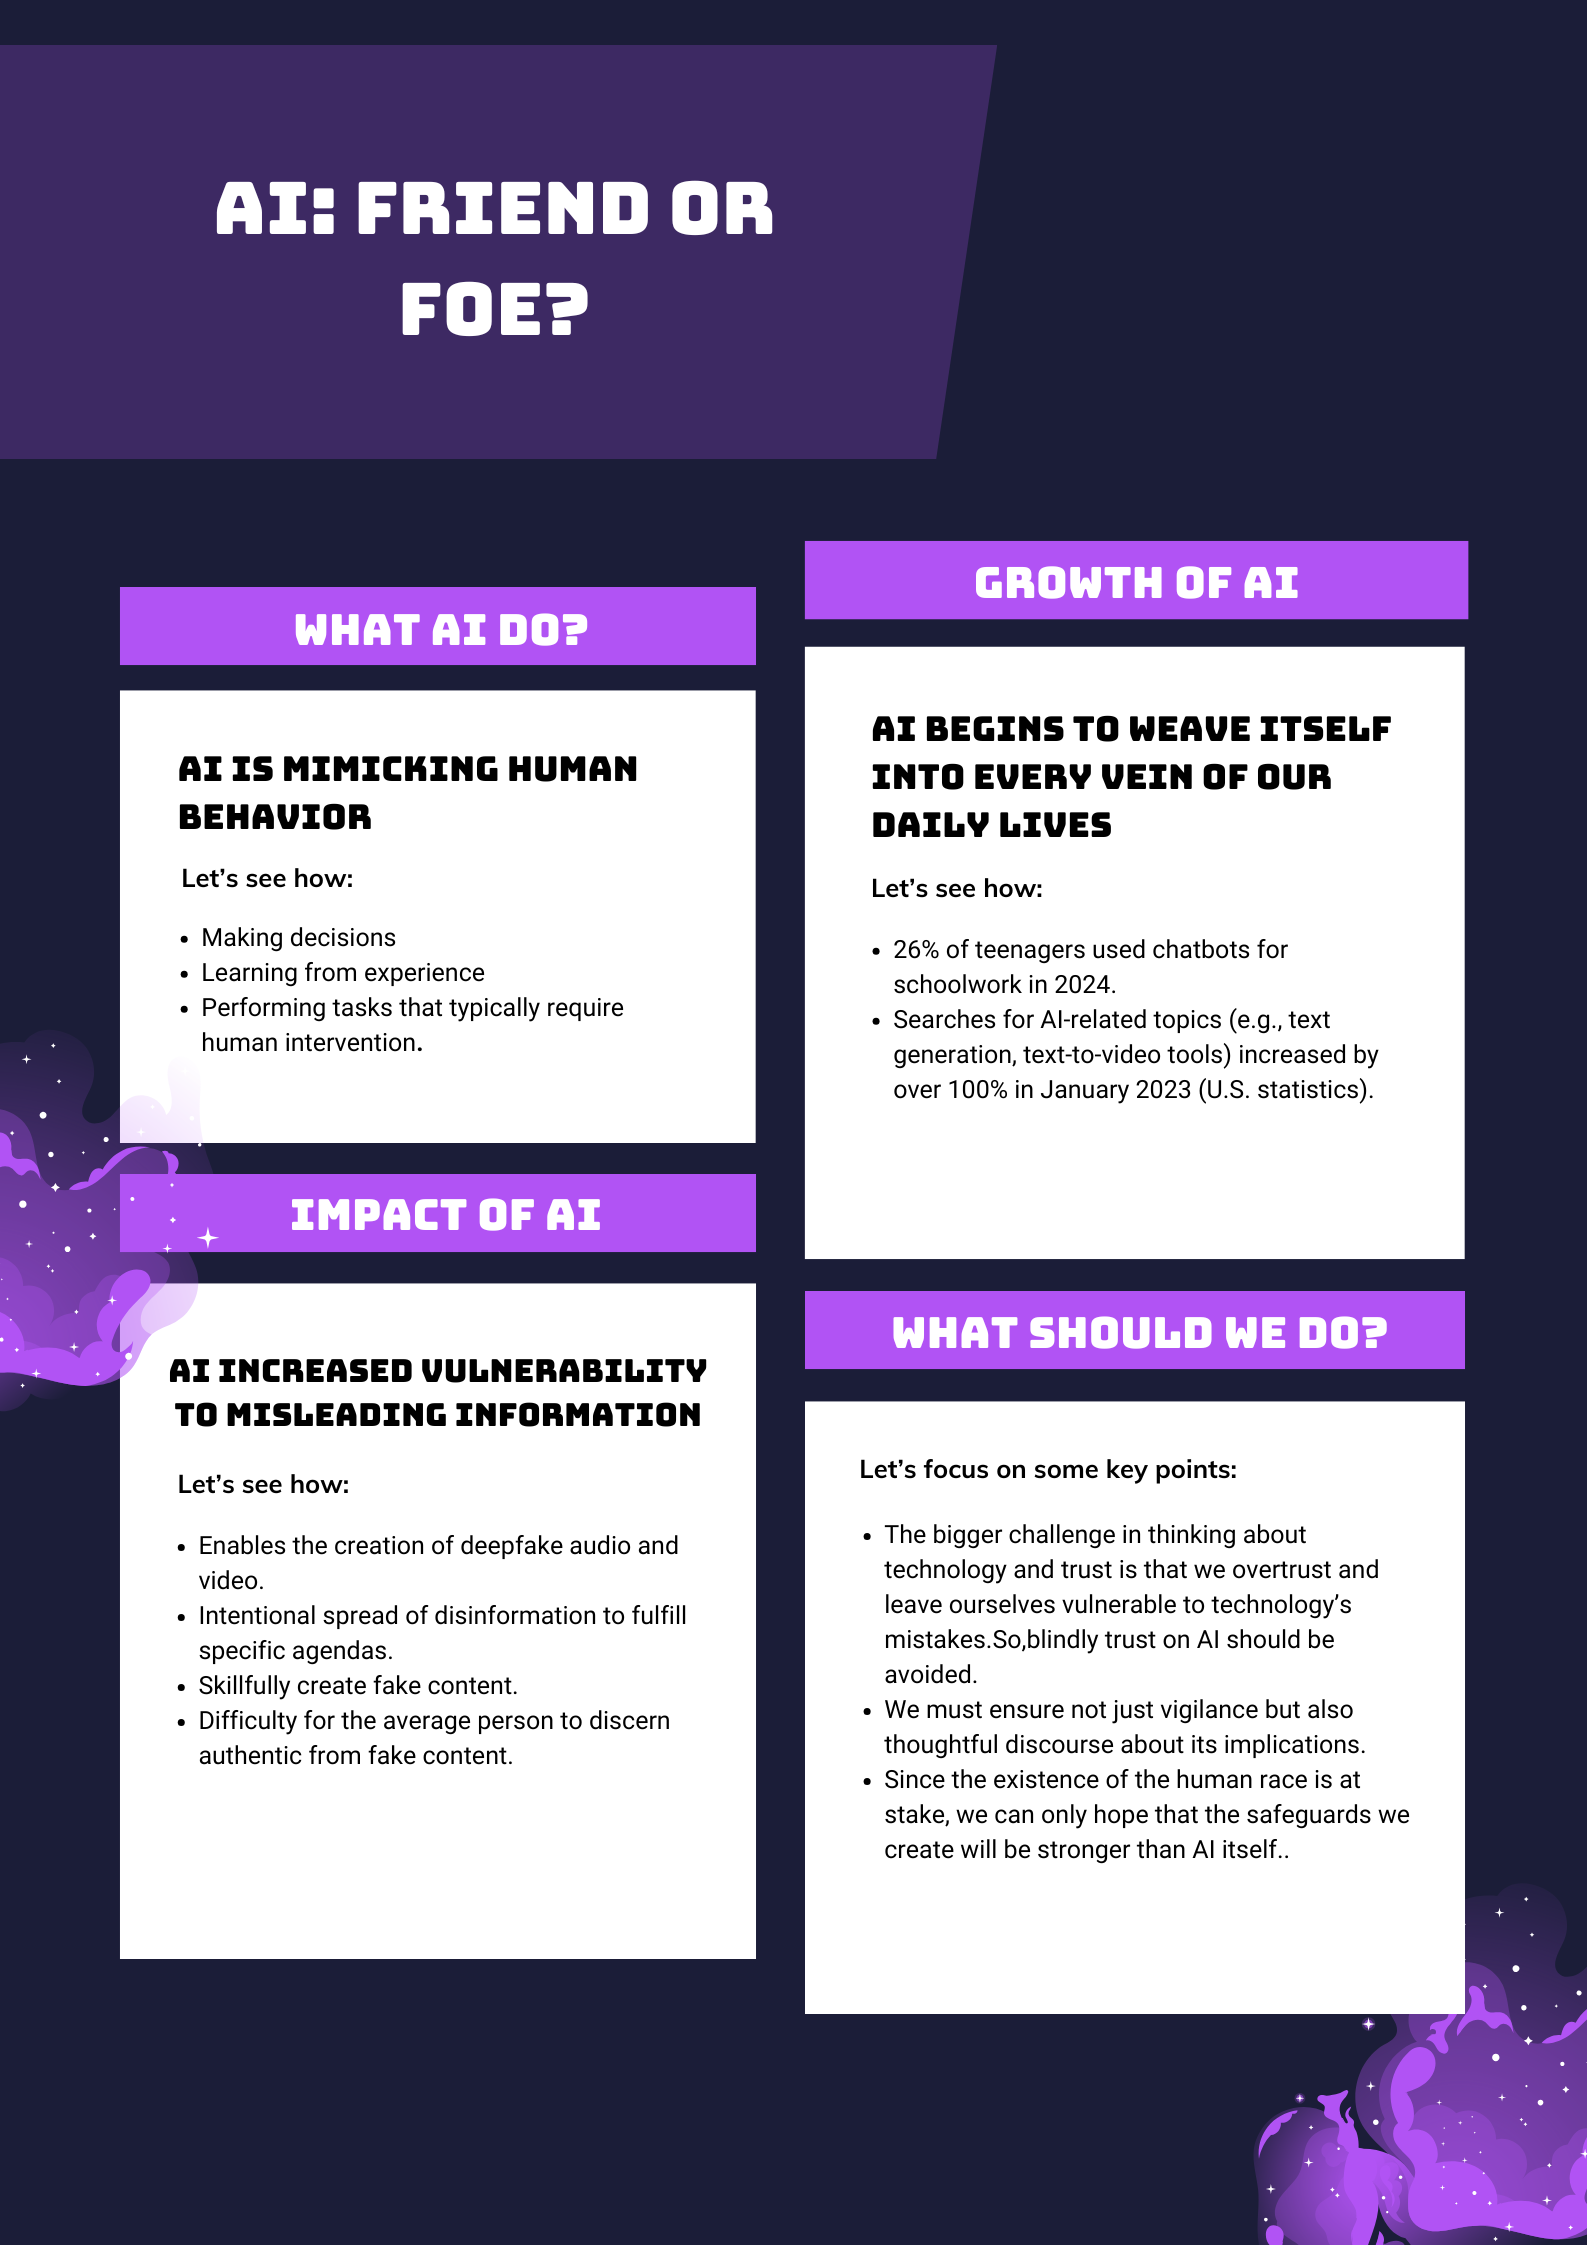 AI: FRIEND OR
FOE?
WHAT AI DO?
AI IS MIMICKING HUMAN
BEHAVIOR
Let’s see how:
• Making decisions
• Learning from experience
• Performing tasks that typically require
human intervention.
IMPACT OF AI
AI INCREASED VULNERABILITY
TO MISLEADING INFORMATION
Let’s see how:
• Enables the creation of deepfake audio and
video.
• Intentional spread of disinformation to fulfill
specific agendas.
• Skillfully create fake content.
• Difficulty for the average person to discern
authentic from fake content.
GROWTH OF AI
AI BEGINS TO WEAVE ITSELF
INTO EVERY VEIN OF OUR
DAILY LIVES
Let’s see how:
• 26% of teenagers used chatbots for
schoolwork in 2024.
• Searches for AI-related topics (e.g., text
generation, text-to-video tools) increased by
over 100% in January 2023 (U.S. statistics).
WHAT SHOULD WE DO?
Let’s focus on some key points:
• The bigger challenge in thinking about
technology and trust is that we overtrust and
leave ourselves vulnerable to technology’s
mistakes.So,blindly trust on AI should be
avoided.
• We must ensure not just vigilance but also
thoughtful discourse about its implications.
• Since the existence of the human race is at
stake, we can only hope that the safeguards we
create will be stronger than AI itself..